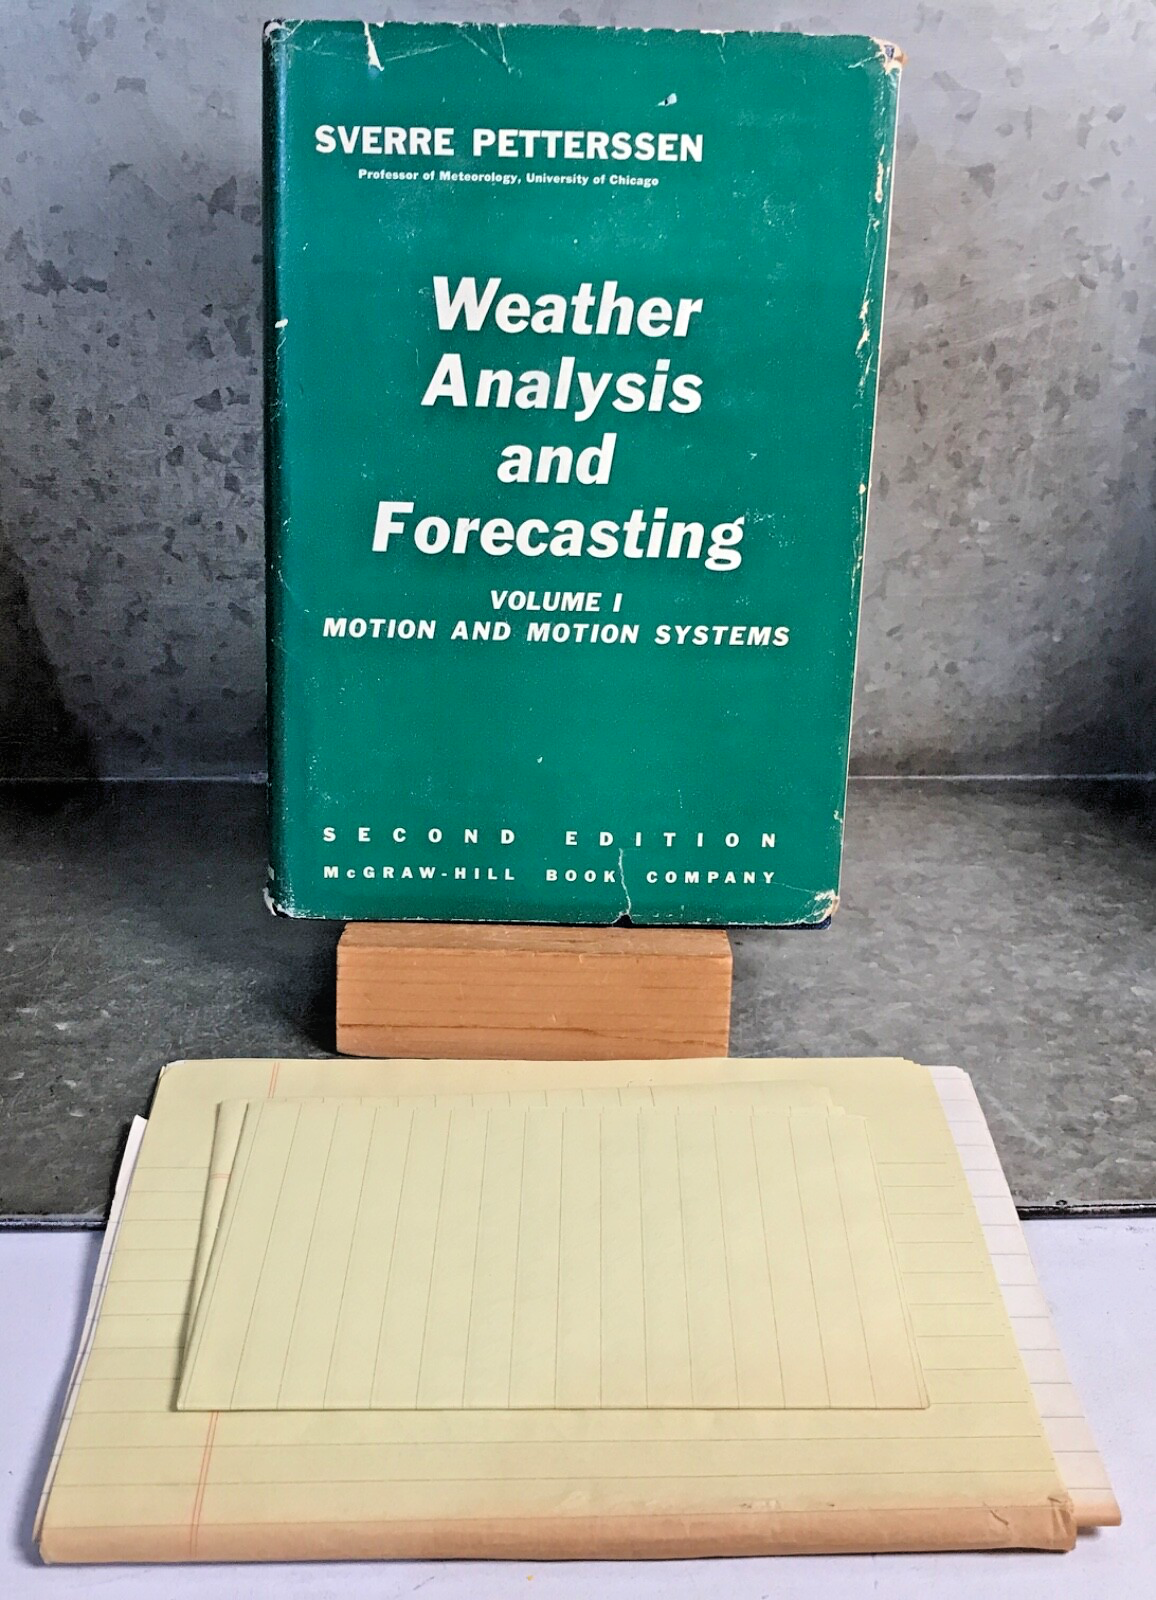 SVERRE PETTERSSEN
Professor of Meteorology, University of Chicago
Weather
Analysis
and
Forecasting
VOLUME I
MOTION AND MOTION SYSTEMS
SECOND EDITION
McGRAW-HILL BOOK COMPANY